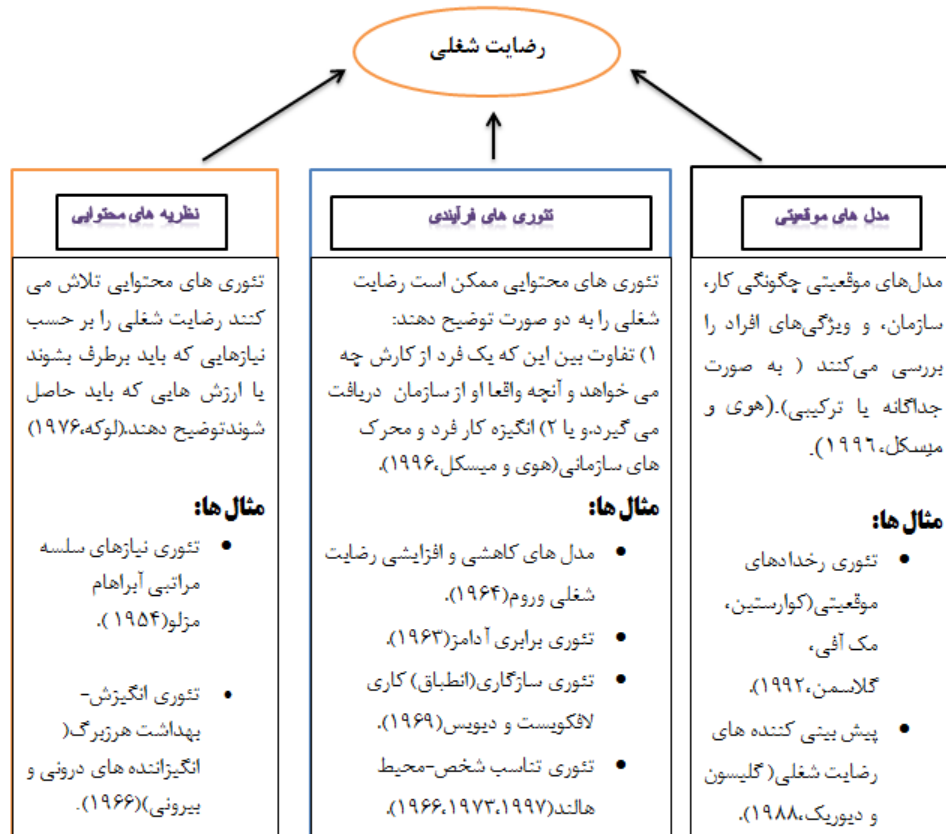 رضایت شغلی
مدل های موقعیتی
مدل‌های موقعیتی چگونگی کار،
سازمان، و ویژگی‌های افراد را
بررسی می‌کنند ( به صورت
جداگانه یا ترکیبی).(هوی و
میسکل، ۱۹۹٦).
مثال ها:
• تئوری رخدادهای
موقعیتی(کوارستین،
مک آفی،
گلاسمن،۱۹۹۲).
• پیش بینی کننده های
رضایت شغلی( گلیسون
و دیوریک،۱۹۸۸).
تئوری های فرآیندی
تئوری های محتوایی ممکن است رضایت
شغلی را به دو صورت توضیح دهند:
۱) تفاوت بین این که یک فرد از کارش چه
می خواهد و آنچه واقعا او از سازمان دریافت
می گیرد.و یا ۲) انگیزه کار فرد و محرک
های سازمانی(هوی و میسکل،۱۹۹۶).
مثال ها:
• مدل های کاهشی و افزایشی رضایت
شغلی وروم(۱۹۶۴).
• تئوری برابری آدامز(۱۹۶۳).
• تئوری سازگاری(انطباق) کاری
لافکویست و دیویس(۱۹۶۹).
• تئوری تناسب شخص-محیط
هالند(۱۹۶۶،۱۹۷۳،۱۹۹۷).
نظریه های محتوایی
تئوری های محتوایی تلاش می
کنند رضایت شغلی را بر حسب
نیازهایی که باید برطرف بشوند
یا ارزش هایی که باید حاصل
شوندتوضیح دهند.(لوکه،۱۹۷۶)
مثال ها:
• تئوری نیازهای سلسه
مراتبی آبراهام
مزلو(۱۹۵۴ ).
• تئوری انگیزش-
بهداشت هرزبرگ(
انگیزاننده های درونی و
بیرونی)(۱۹۶۶).